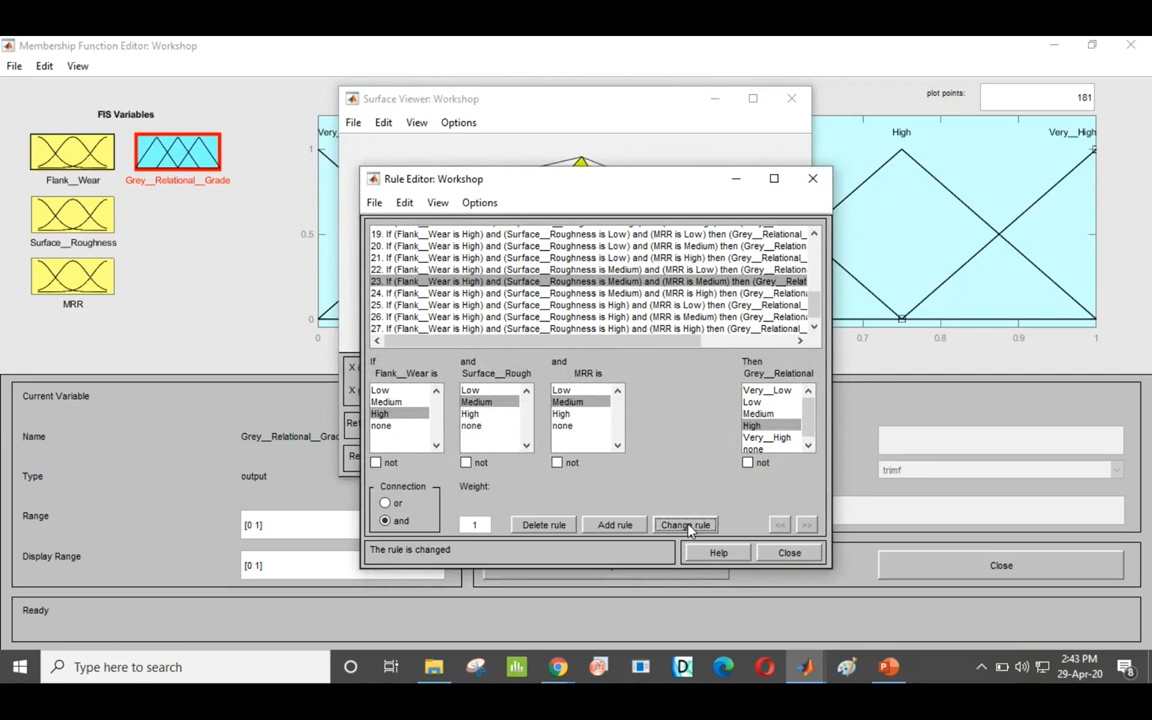 Membership Function Editor: Workshop
File Edit View
FIS Variables
Flank__Wear
Grey__Relational__Grade
Surface__Roughness
MRR
plot points:
181
High
Very__High
1
0.5
0
0
0.7
0.8
0.9
1
Surface Viewer: Workshop
File Edit View Options
Rule Editor: Workshop
File Edit View Options
19. If (Flank__Wear is High) and (Surface__Roughness is Low) and (MRR is Low) then (Grey__Relational_
20. If (Flank__Wear is High) and (Surface__Roughness is Low) and (MRR is Medium) then (Grey__Relation
21. If (Flank__Wear is High) and (Surface__Roughness is Low) and (MRR is High) then (Grey__Relational_
22. If (Flank__Wear is High) and (Surface__Roughness is Medium) and (MRR is Low) then (Grey__Relation
23. If (Flank__Wear is High) and (Surface__Roughness is Medium) and (MRR is Medium) then (Grey__Relat
24. If (Flank__Wear is High) and (Surface__Roughness is Medium) and (MRR is High) then (Grey__Relation
25. If (Flank__Wear is High) and (Surface__Roughness is High) and (MRR is Low) then (Grey__Relational_
26. If (Flank__Wear is High) and (Surface__Roughness is High) and (MRR is Medium) then (Grey__Relation
27. If (Flank__Wear is High) and (Surface__Roughness is High) and (MRR is High) then (Grey__Relational_
If
Flank__Wear is
Low
Medium
High
none
not
and
Surface__Rough
Low
Medium
High
none
not
and
MRR is
Low
Medium
High
none
not
Then
Grey__Relational
Very__Low
Low
Medium
High
Very__High
none
not
Connection
or
and
Weight:
1
Delete rule
Add rule
Change rule
<<
>>
The rule is changed
Help
Close
Current Variable
Name
Grey__Relational__Grad
Type
output
Range
[0 1]
Display Range
[0 1]
trimf
Close
Ready
Type here to search
2:43 PM
29-Apr-20
8